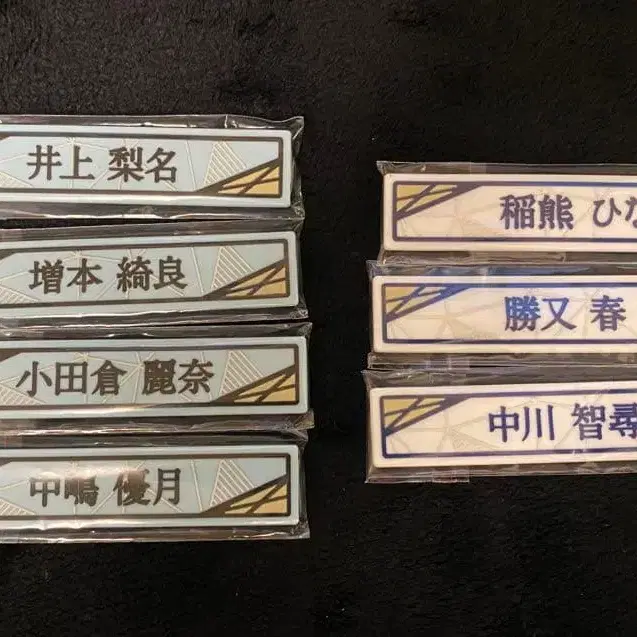 井上 梨名
増本 綺良
小田倉 麗奈
中嶋 優月
稲熊 ひな
勝又 春
中川 智尋